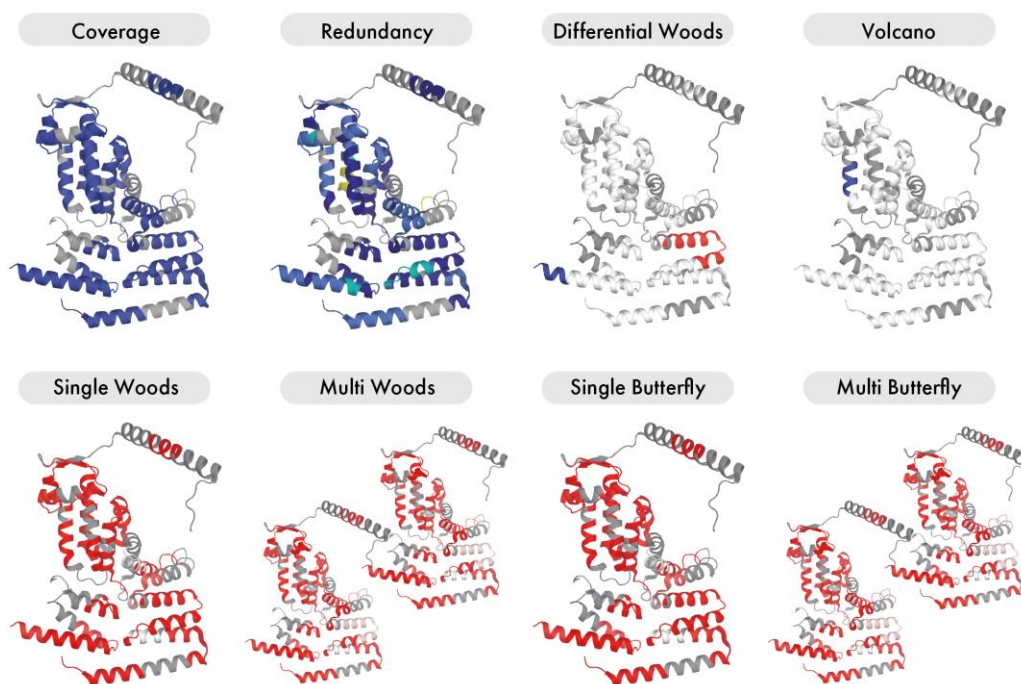 Coverage
Redundancy
Differential Woods
Volcano
Single Woods
Multi Woods
Single Butterfly
Multi Butterfly